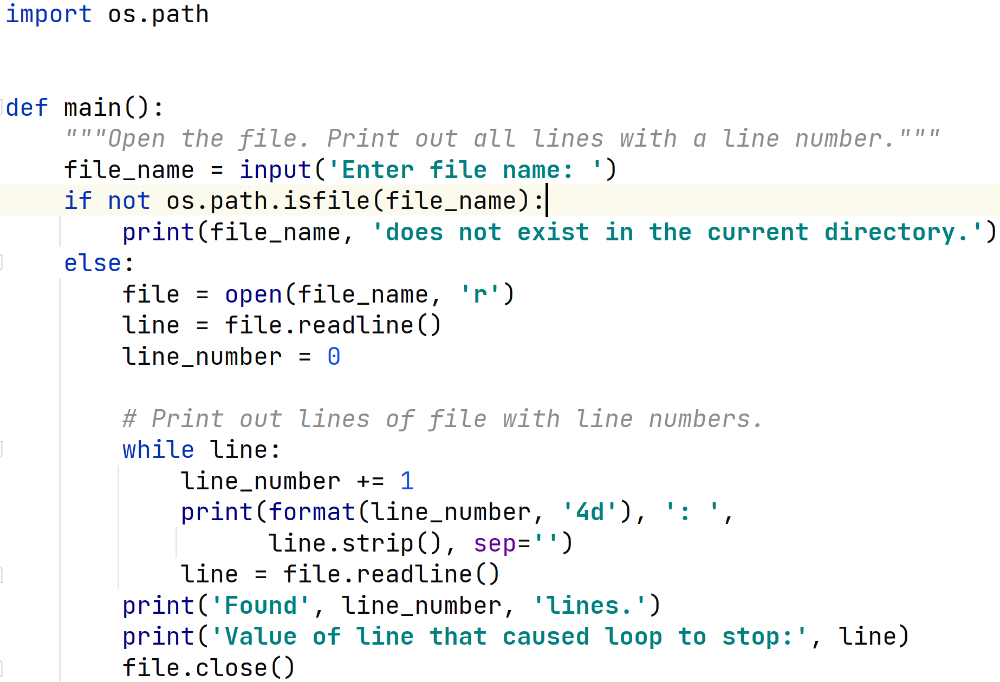 import os.path
def main():
    """Open the file. Print out all lines with a line number."""
    file_name = input('Enter file name: ')
    if not os.path.isfile(file_name):
        print(file_name, 'does not exist in the current directory.')
    else:
        file = open(file_name, 'r')
        line = file.readline()
        line_number = 0
        # Print out lines of file with line numbers.
        while line:
            line_number += 1
            print(format(line_number, '4d'), ': ',
                  line.strip(), sep='')
            line = file.readline()
        print('Found', line_number, 'lines.')
        print('Value of line that caused loop to stop:', line)
        file.close()